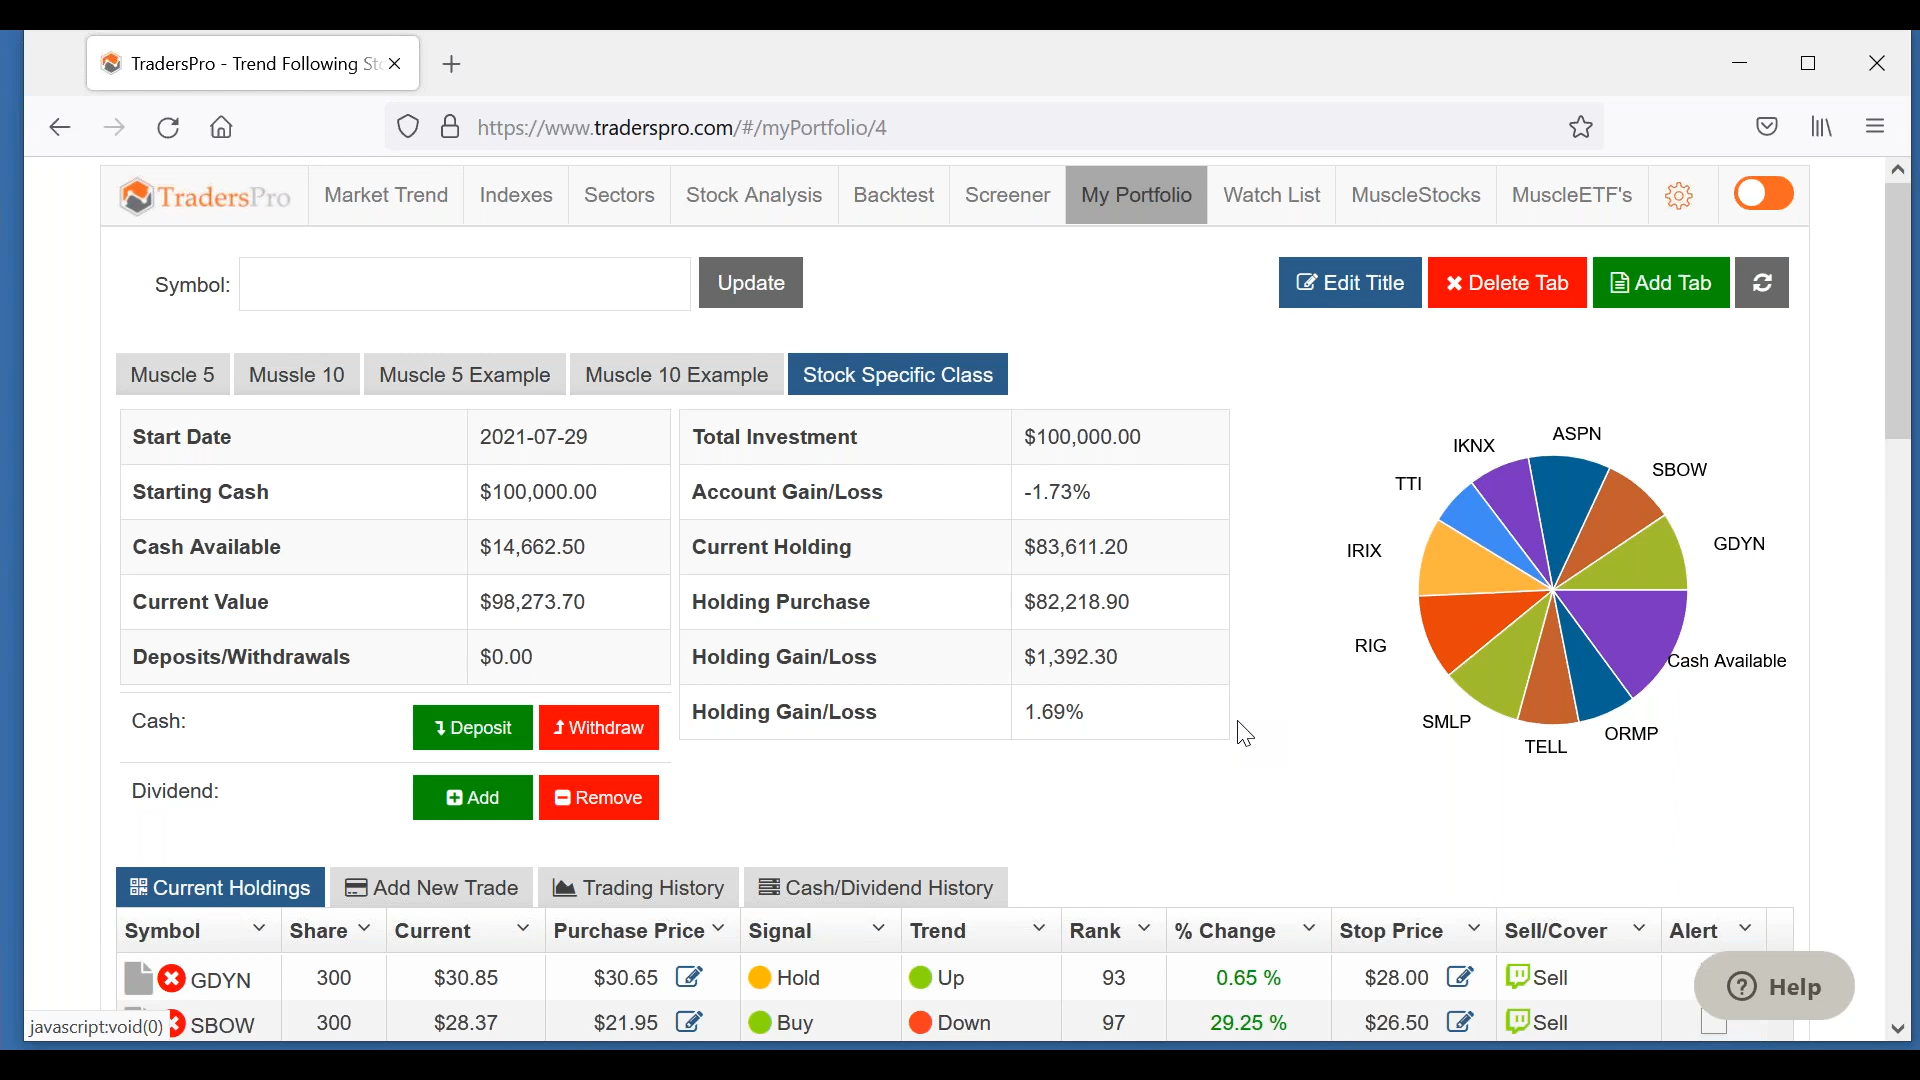 TradersPro - Trend Following Sto
https://www.traderspro.com/#/myPortfolio/4
TradersPro Market Trend Indexes Sectors Stock Analysis Backtest Screener My Portfolio Watch List MuscleStocks MuscleETF's
Symbol: Update Edit Title Delete Tab Add Tab
Muscle 5 Mussle 10 Muscle 5 Example Muscle 10 Example Stock Specific Class
Start Date 2021-07-29 Total Investment $100,000.00
Starting Cash $100,000.00 Account Gain/Loss -1.73%
Cash Available $14,662.50 Current Holding $83,611.20
Current Value $98,273.70 Holding Purchase $82,218.90
Deposits/Withdrawals $0.00 Holding Gain/Loss $1,392.30
Holding Gain/Loss 1.69%
Cash: Deposit Withdraw
Dividend: Add Remove
ASPN
IKNX
SBOW
TTI
GDYN
IRIX
RIG
Cash Available
SMLP
ORMP
TELL
Current Holdings Add New Trade Trading History Cash/Dividend History
Symbol Share Current Purchase Price Signal Trend Rank % Change Stop Price Sell/Cover Alert
GDYN 300 $30.85 $30.65 Hold Up 93 0.65 % $28.00 Sell
SBOW 300 $28.37 $21.95 Buy Down 97 29.25 % $26.50 Sell
Help
javascript:void(0)